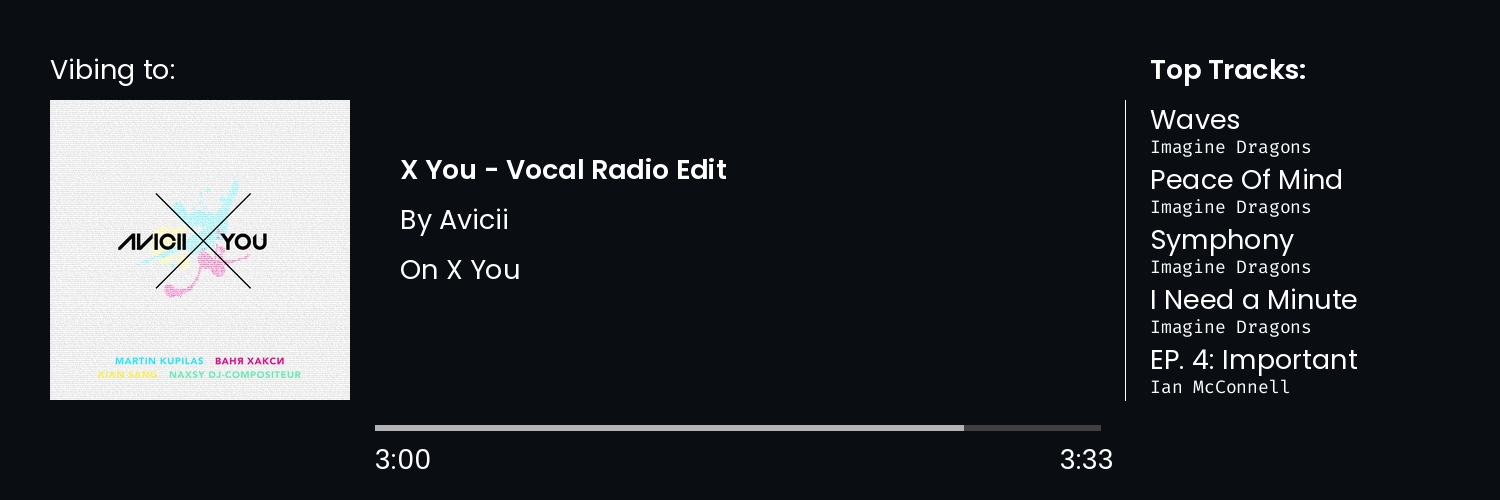 Vibing to:
AVICII YOU
MARTIN KUPILAS ВАНЯ ХАКСИ
KIAN SANG NAXSY DJ-COMPOSITEUR
X You - Vocal Radio Edit
By Avicii
On X You
3:00
3:33
Top Tracks:
Waves
Imagine Dragons
Peace Of Mind
Imagine Dragons
Symphony
Imagine Dragons
I Need a Minute
Imagine Dragons
EP. 4: Important
Ian McConnell